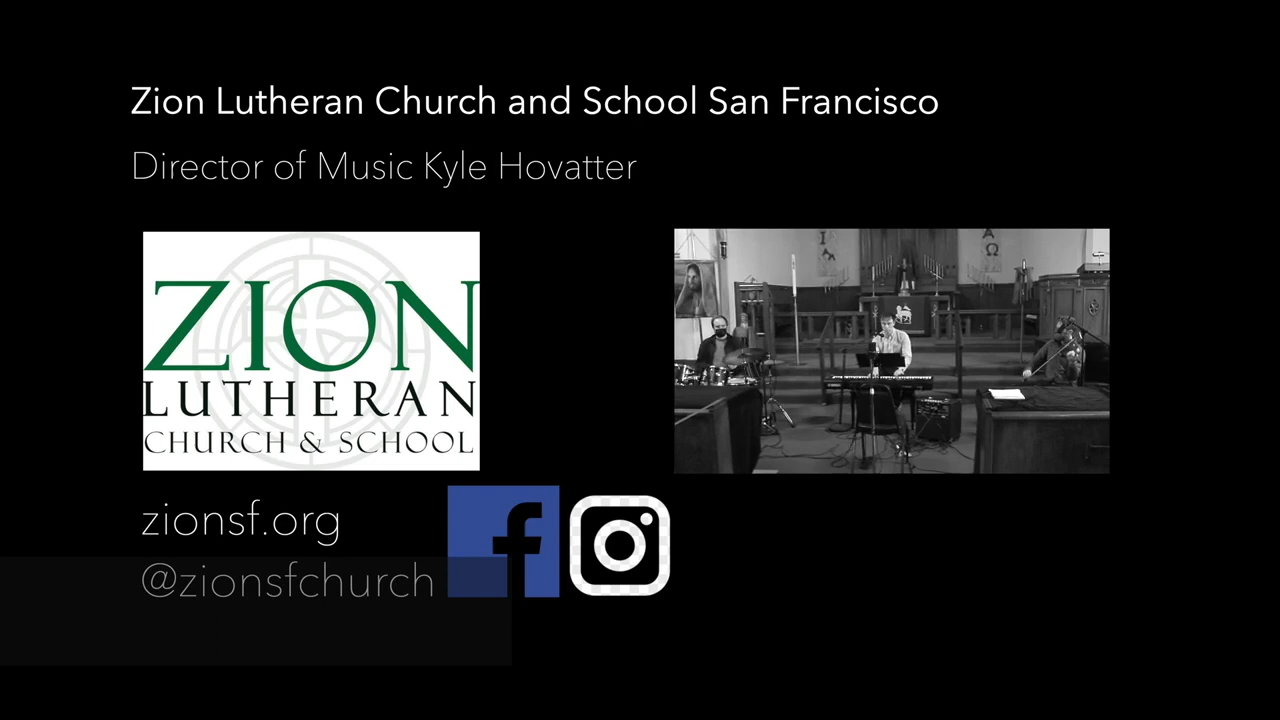 Zion Lutheran Church and School San Francisco
Director of Music Kyle Hovatter
ZION
LUTHERAN
CHURCH & SCHOOL
zionsf.org
@zionsfchurch